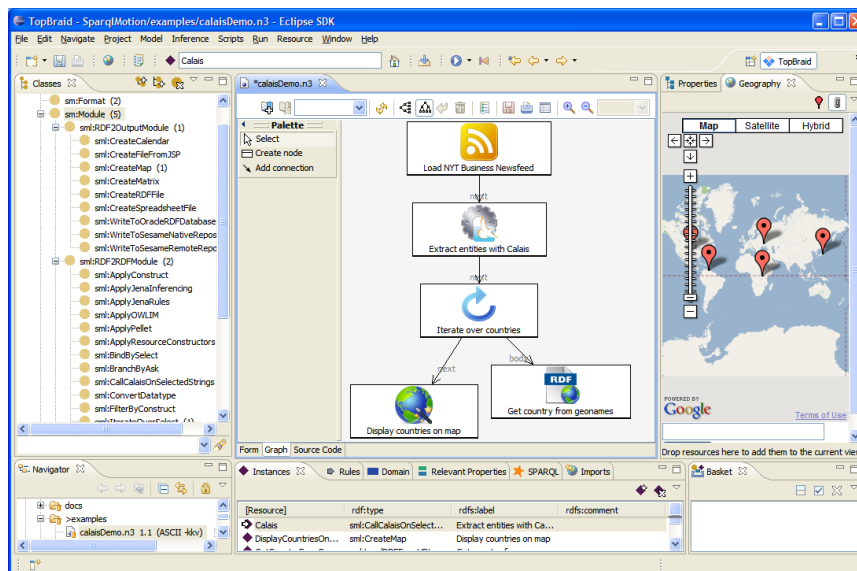 TopBraid - SparqlMotion/examples/calaisDemo.n3 - Eclipse SDK
File Edit Navigate Project Model Inference Scripts Run Resource Window Help
Calais
TopBraid
Classes
sm:Format (2)
sm:Module (5)
sml:RDF2OutputModule (1)
sml:CreateCalendar
sml:CreateFileFromJSP
sml:CreateMap (1)
sml:CreateMatrix
sml:CreateRDFFile
sml:CreateSpreadsheetFile
sml:WriteToOracleRDFDatabase
sml:WriteToSesameNativeRepos
sml:WriteToSesameRemoteRepo
sml:RDF2RDFModule (2)
sml:ApplyConstruct
sml:ApplyJenaInferencing
sml:ApplyJenaRules
sml:ApplyOWLIM
sml:ApplyPellet
sml:ApplyResourceConstructors
sml:BindBySelect
sml:BranchByAsk
sml:CallCalaisOnSelectedStrings
sml:ConvertDatatype
sml:FilterByConstruct
sml:IterateOverSelect (1)
*calaisDemo.n3
Palette
Select
Create node
Add connection
Load NYT Business Newsfeed
next
Extract entities with Calais
next
Iterate over countries
next
body
Display countries on map
RDF
Get country from geonames
Form Graph Source Code
Properties Geography
Map Satellite Hybrid
POWERED BY
Google
Terms of Use
Drop resources here to add them to the current view
Navigator
docs
>examples
calaisDemo.n3 1.1 (ASCII -kkv)
Instances Rules Domain Relevant Properties SPARQL Imports
[Resource] rdf:type rdfs:label rdfs:comment
Calais sml:CallCalaisOnSelect... Extract entities with Ca...
DisplayCountriesOn... sml:CreateMap Display countries on map
Basket